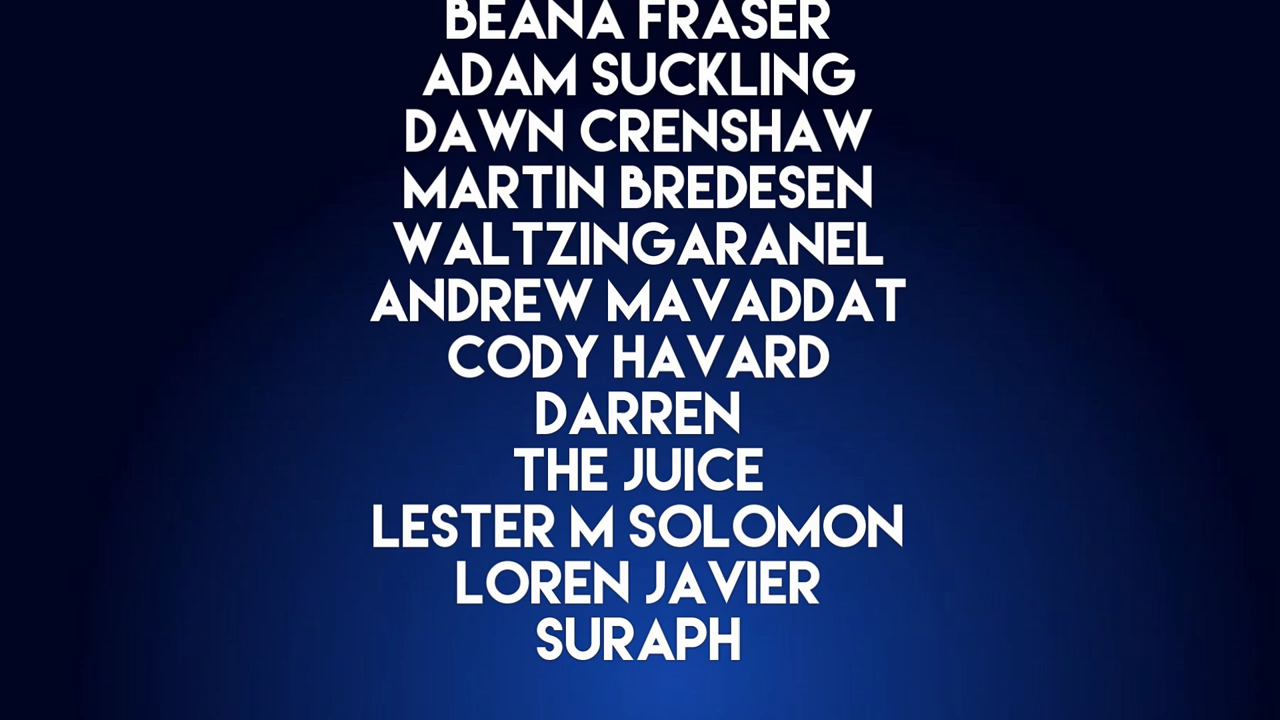 BEANA FRASER
ADAM SUCKLING
DAWN CRENSHAW
MARTIN BREDESEN
WALTZINGARANEL
ANDREW MAVADDAT
CODY HAVARD
DARREN
THE JUICE
LESTER M SOLOMON
LOREN JAVIER
SURAPH